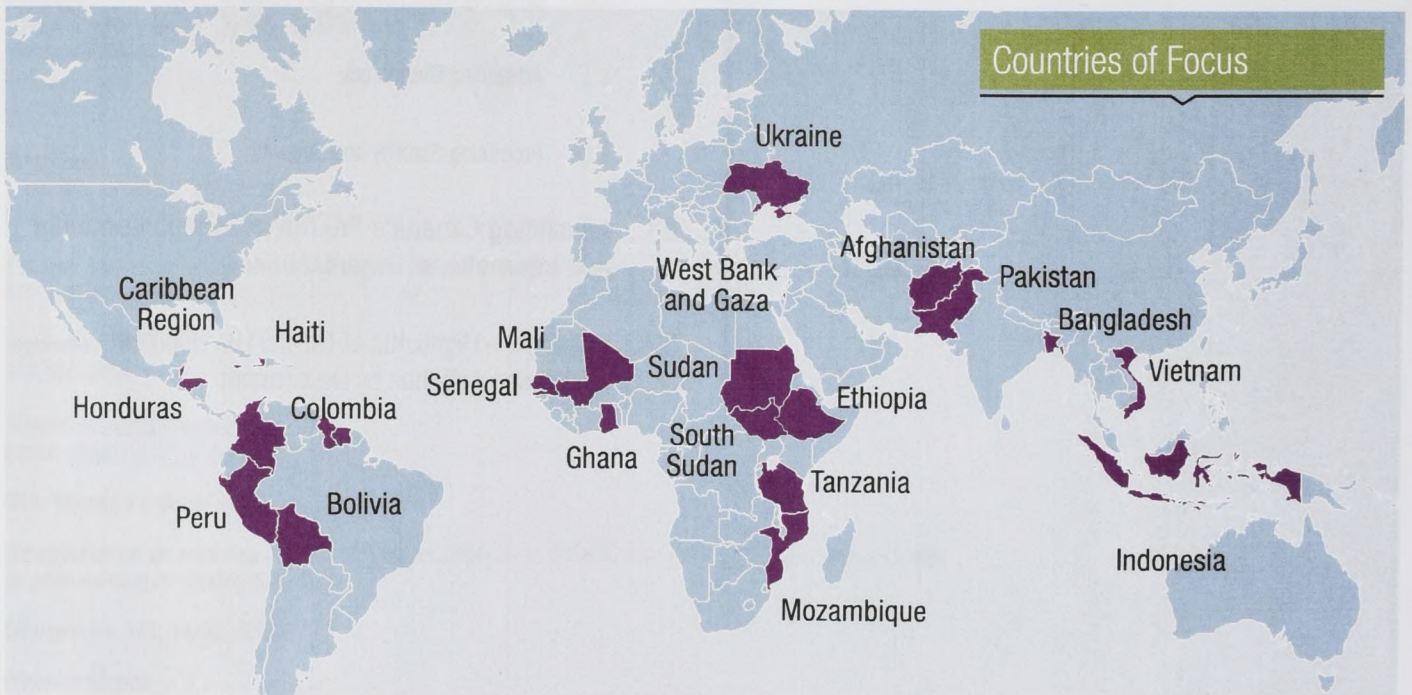 Countries of Focus
Ukraine
Afghanistan
Pakistan
West Bank
and Gaza
Bangladesh
Caribbean
Region
Haiti
Mali
Sudan
Vietnam
Senegal
Ethiopia
Honduras
Colombia
Ghana
South
Sudan
Tanzania
Bolivia
Peru
Indonesia
Mozambique